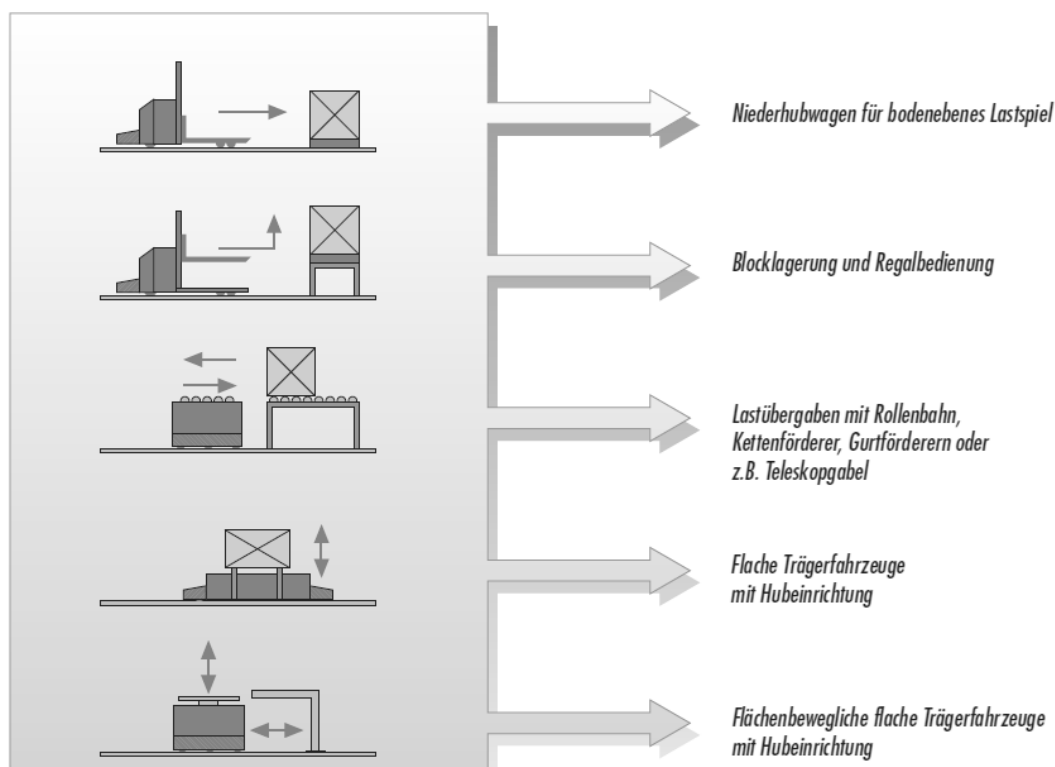 Niederhubwagen für bodenebenes Lastspiel
Blocklagerung und Regalbedienung
Lastübergaben mit Rollenbahn,
Kettenförderer, Gurtförderern oder
z.B. Teleskopgabel
Flache Trägerfahrzeuge
mit Hubeinrichtung
Flächenbewegliche flache Trägerfahrzeuge
mit Hubeinrichtung